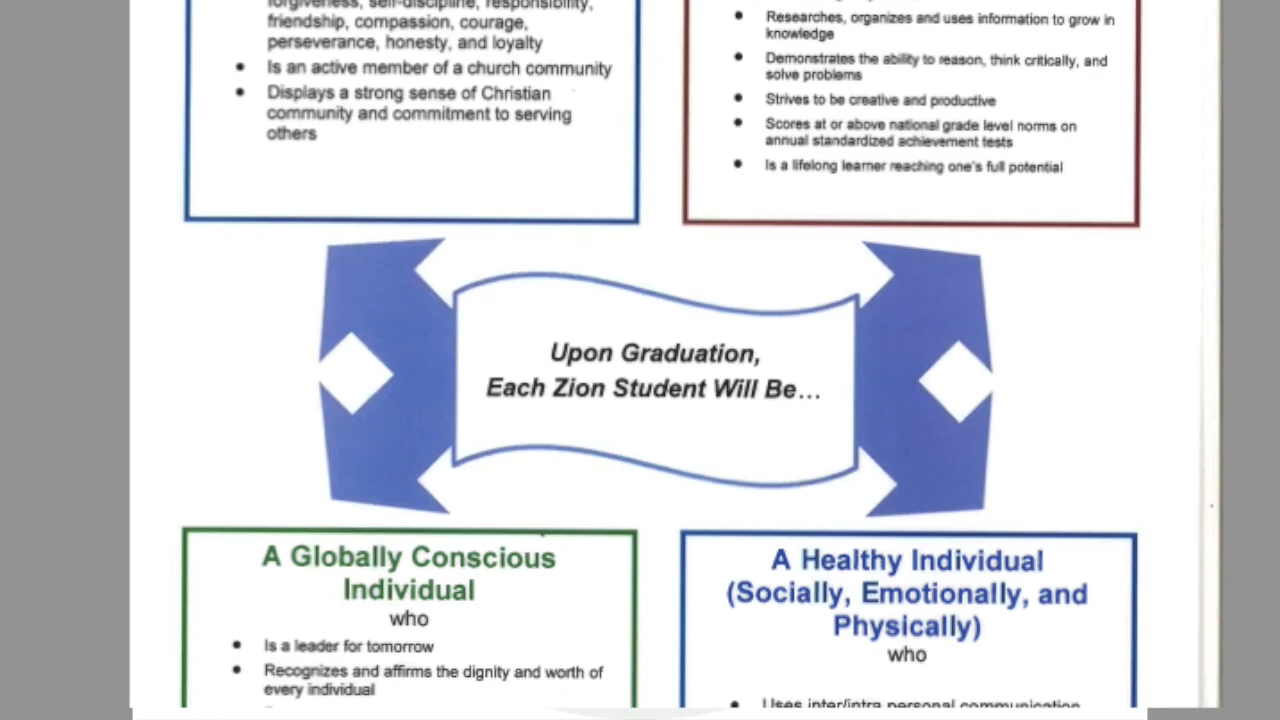 forgiveness, self-discipline, responsibility,
friendship, compassion, courage,
perseverance, honesty, and loyalty
• Is an active member of a church community
• Displays a strong sense of Christian
community and commitment to serving
others
• Researches, organizes and uses information to grow in
knowledge
• Demonstrates the ability to reason, think critically, and
solve problems
• Strives to be creative and productive
• Scores at or above national grade level norms on
annual standardized achievement tests
• Is a lifelong learner reaching one's full potential
Upon Graduation,
Each Zion Student Will Be...
A Globally Conscious
Individual
who
• Is a leader for tomorrow
• Recognizes and affirms the dignity and worth of
every individual
A Healthy Individual
(Socially, Emotionally, and
Physically)
who
• Uses inter/intra personal communication